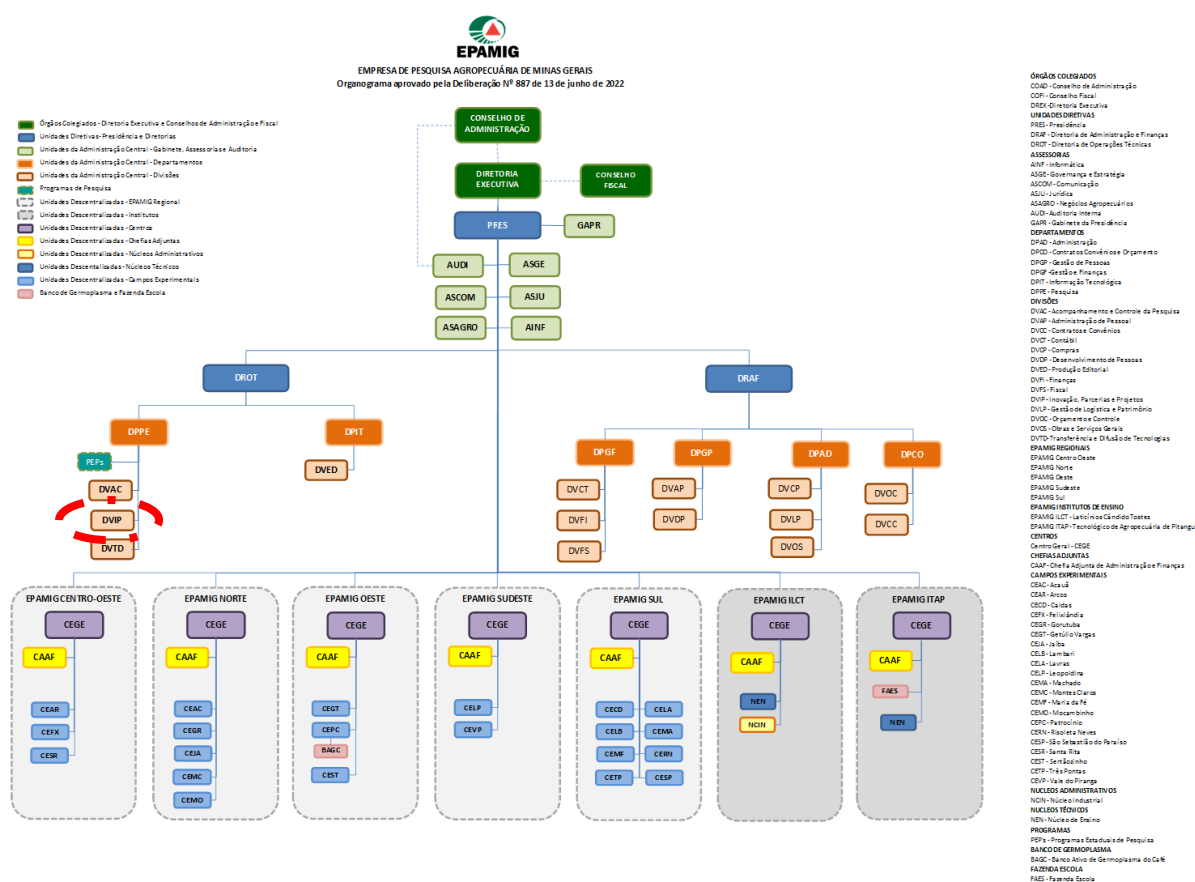 EPAMIG
EMPRESA DE PESQUISA AGROPECUÁRIA DE MINAS GERAIS
Organograma aprovado pela Deliberação Nº 887 de 13 de junho de 2022
Órgãos Colegiados - Diretoria Executiva e Conselhos de Administração e Fiscal
Unidades Diretivas- Presidência e Diretorias
Unidades da Administração Central - Gabinete, Assessorias e Auditoria
Unidades da Administração Central - Departamentos
Unidades da Administração Central - Divisões
Programas de Pesquisa
Unidades Descentralizadas - EPAMIG Regional
Unidades Descentralizadas - Institutos
Unidades Descentralizadas - Centros
Unidades Descentralizadas - Chefias Adjuntas
Unidades Descentralizadas - Núcleos Administrativos
Unidades Descentalizadas - Núcleos Técnicos
Unidades Descentralizadas - Campos Experimentais
Banco de Germoplasma e Fazenda Escola
CONSELHO DE
ADMINISTRAÇÃO
DIRETORIA
EXECUTIVA
CONSELHO
FISCAL
PRES
GAPR
AUDI
ASGE
ASCOM
ASJU
ASAGRO
AINF
DROT
DRAF
DPPE
DPIT
PEPs
DVED
DVAC
DVIP
DVTD
DPGF
DPGP
DPAD
DPCO
DVCT
DVAP
DVCP
DVOC
DVFI
DVDP
DVLP
DVCC
DVFS
DVOS
EPAMIG CENTRO-OESTE
CEGE
CAAF
CEAR
CEFX
CESR
EPAMIG NORTE
CEGE
CAAF
CEAC
CEGR
CEJA
CEMC
CEMO
EPAMIG OESTE
CEGE
CAAF
CEGT
CEPC
BAGC
CEST
EPAMIG SUDESTE
CEGE
CAAF
CELP
CEVP
EPAMIG SUL
CEGE
CAAF
CECD
CELA
CELB
CEMA
CEMF
CERN
CETP
CESP
EPAMIG ILCT
CEGE
CAAF
NEN
NCIN
EPAMIG ITAP
CEGE
CAAF
FAES
NEN
ÓRGÃOS COLEGIADOS
COAD - Conselho de Administração
COFI - Conselho Fiscal
DREX -Diretoria Executiva
UNIDADES DIRETIVAS
PRES - Presidência
DRAF - Diretoria de Administração e Finanças
DROT - Diretoria de Operações Técnicas
ASSESSORIAS
AINF - Informática
ASGE - Governança e Estratégia
ASCOM - Comunicação
ASJU - Jurídica
ASAGRO - Negócios Agropecuários
AUDI - Auditoria Interna
GAPR - Gabinete da Presidência
DEPARTAMENTOS
DPAD - Administração
DPCO - Contratos Convênios e Orçamento
DPGP - Gestão de Pessoas
DPGF -Gestão e Finanças
DPIT - Informação Tecnológica
DPPE - Pesquisa
DIVISÕES
DVAC - Acompanhamento e Controle da Pesquisa
DVAP - Administração de Pessoal
DVCC - Contratos e Convênios
DVCT - Contábil
DVCP - Compras
DVDP - Desenvolvimento de Pessoas
DVED - Produção Editorial
DVFI - Finanças
DVFS - Fiscal
DVIP - Inovação, Parcerias e Projetos
DVLP - Gestão de Logística e Patrimônio
DVOC - Orçamento e Controle
DVOS - Obras e Serviços Gerais
DVTD- Transferência e Difusão de Tecnologias
EPAMIG REGIONAIS
EPAMIG Centro Oeste
EPAMIG Norte
EPAMIG Oeste
EPAMIG Sudeste
EPAMIG Sul
EPAMIG INSTITUTOS DE ENSINO
EPAMIG ILCT - Laticínios Cândido Tostes
EPAMIG ITAP - Tecnológico de Agropecuária de Pitangui
CENTROS
Centro Geral - CEGE
CHEFIAS ADJUNTAS
CAAF - Chefia Adjunta de Administração e Finanças
CAMPOS EXPERIMENTAIS
CEAC - Acauã
CEAR - Arcos
CECD - Caldas
CEFX - Felixlândia
CEGR - Gorutuba
CEGT - Getúlio Vargas
CEJA - Jaíba
CELB - Lambari
CELA - Lavras
CELP - Leopoldina
CEMA - Machado
CEMC - Montes Claros
CEMF - Maria da Fé
CEMO - Mocambinho
CEPC - Patrocínio
CERN - Risoleta Neves
CESP - São Sebastião do Paraíso
CESR - Santa Rita
CEST - Sertãozinho
CETP - Três Pontas
CEVP - Vale do Piranga
NUCLEOS ADMINISTRATIVOS
NCIN - Núcleo Industrial
NUCLEOS TÉCNICOS
NEN - Núcleo de Ensino
PROGRAMAS
PEP's - Programas Estaduais de Pesquisa
BANCO DE GERMOPLASMA
BAGC - Banco Ativo de Germoplasma do Café
FAZENDA ESCOLA
FAES - Fazenda Escola